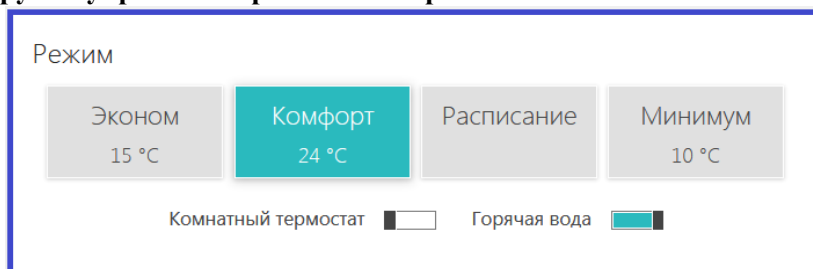 Режим
Эконом Комфорт Расписание Минимум
15 °C 24 °C 10 °C
Комнатный термостат Горячая вода